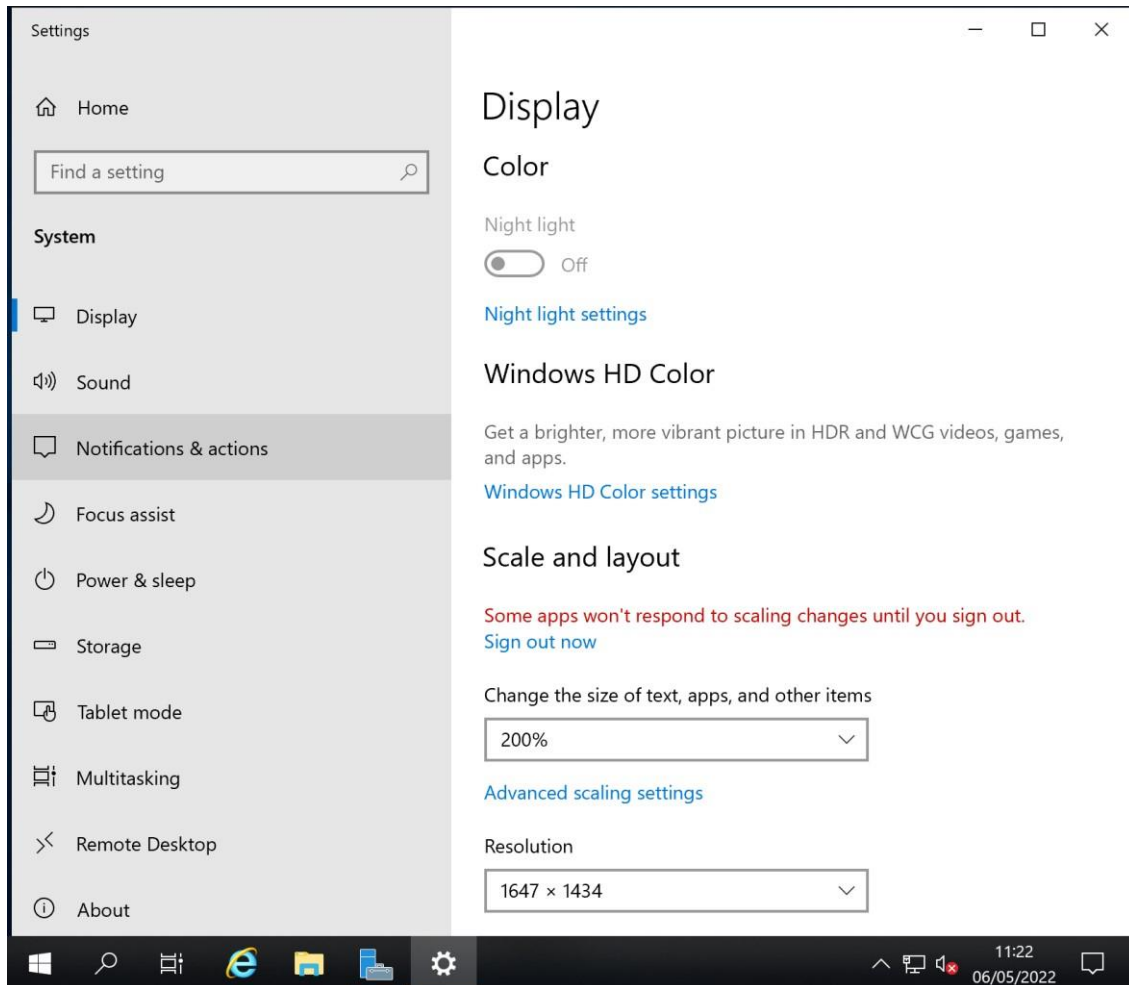 Settings
Home
Find a setting
System
Display
Sound
Notifications & actions
Focus assist
Power & sleep
Storage
Tablet mode
Multitasking
Remote Desktop
About
Display
Color
Night light
Off
Night light settings
Windows HD Color
Get a brighter, more vibrant picture in HDR and WCG videos, games,
and apps.
Windows HD Color settings
Scale and layout
Some apps won't respond to scaling changes until you sign out.
Sign out now
Change the size of text, apps, and other items
200%
Advanced scaling settings
Resolution
1647 × 1434
11:22
06/05/2022